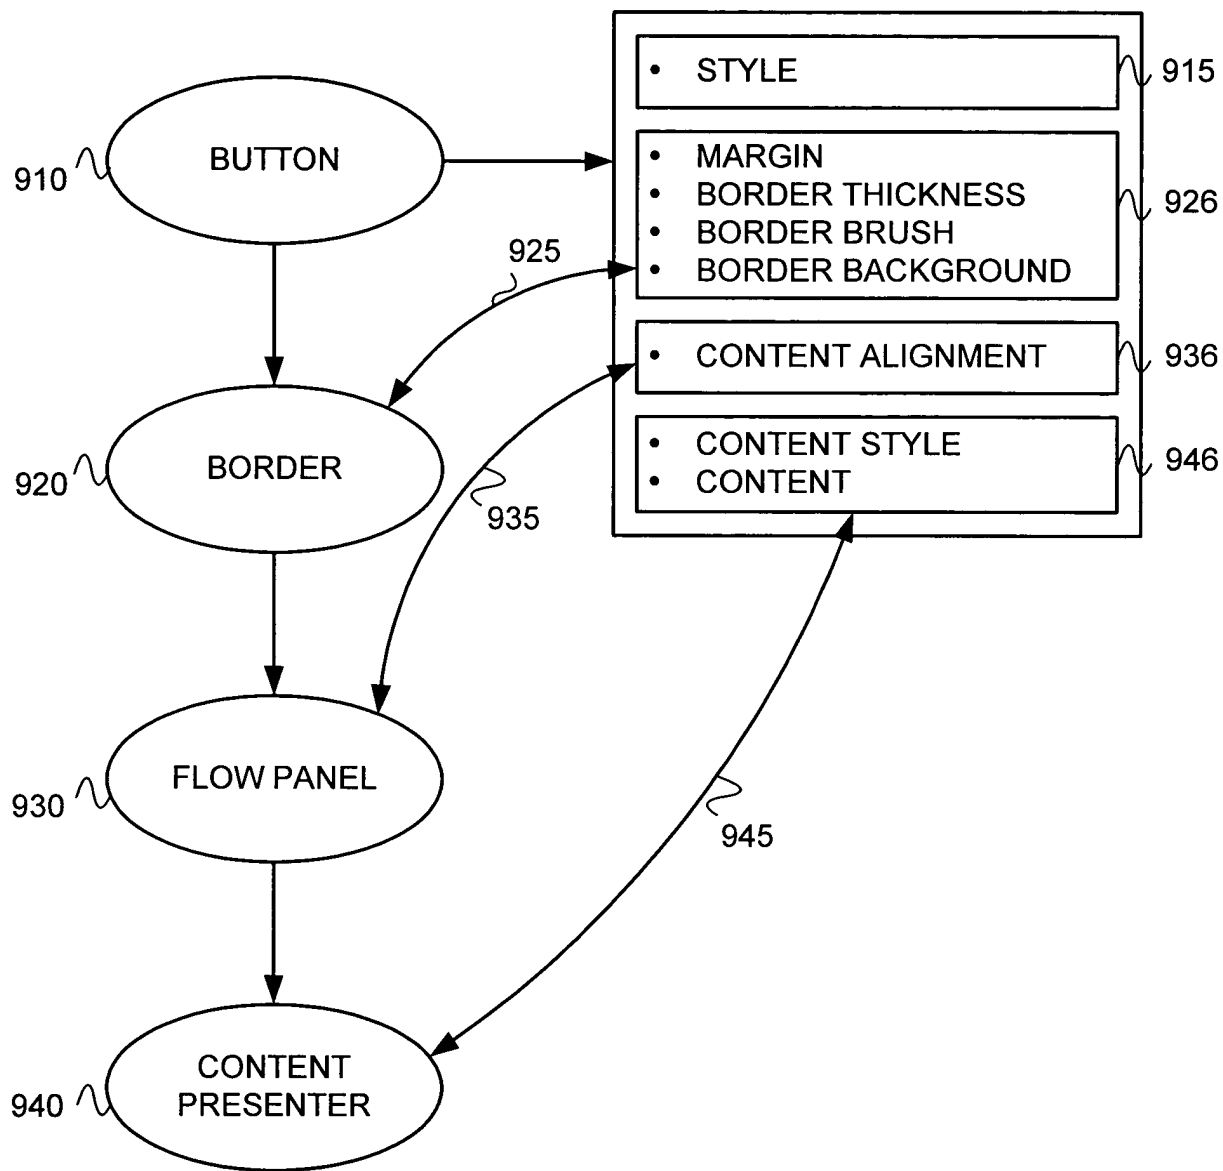 • STYLE
915
BUTTON
910
• MARGIN
• BORDER THICKNESS
• BORDER BRUSH
• BORDER BACKGROUND
926
925
• CONTENT ALIGNMENT
936
BORDER
920
• CONTENT STYLE
• CONTENT
946
935
FLOW PANEL
930
945
CONTENT
PRESENTER
940